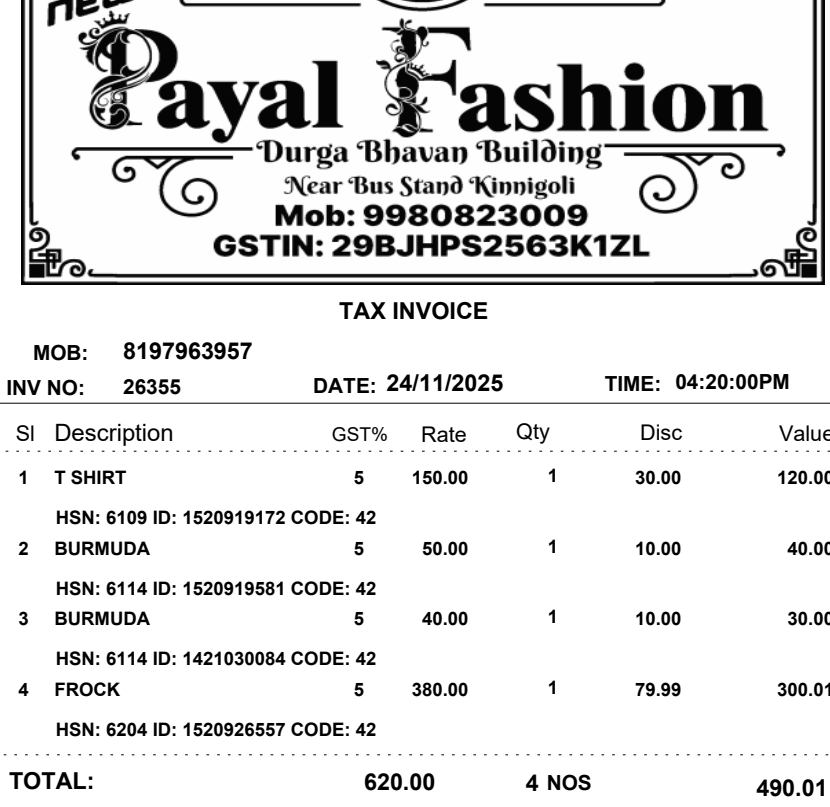 new
Payal Fashion
Durga Bhavan Building
Near Bus Stand Kinnigoli
Mob: 9980823009
GSTIN: 29BJHPS2563K1ZL
TAX INVOICE
MOB: 8197963957
INV NO: 26355 DATE: 24/11/2025 TIME: 04:20:00PM
Sl Description GST% Rate Qty Disc Value
1 T SHIRT 5 150.00 1 30.00 120.00
HSN: 6109 ID: 1520919172 CODE: 42
2 BURMUDA 5 50.00 1 10.00 40.00
HSN: 6114 ID: 1520919581 CODE: 42
3 BURMUDA 5 40.00 1 10.00 30.00
HSN: 6114 ID: 1421030084 CODE: 42
4 FROCK 5 380.00 1 79.99 300.01
HSN: 6204 ID: 1520926557 CODE: 42
TOTAL: 620.00 4 NOS 490.01